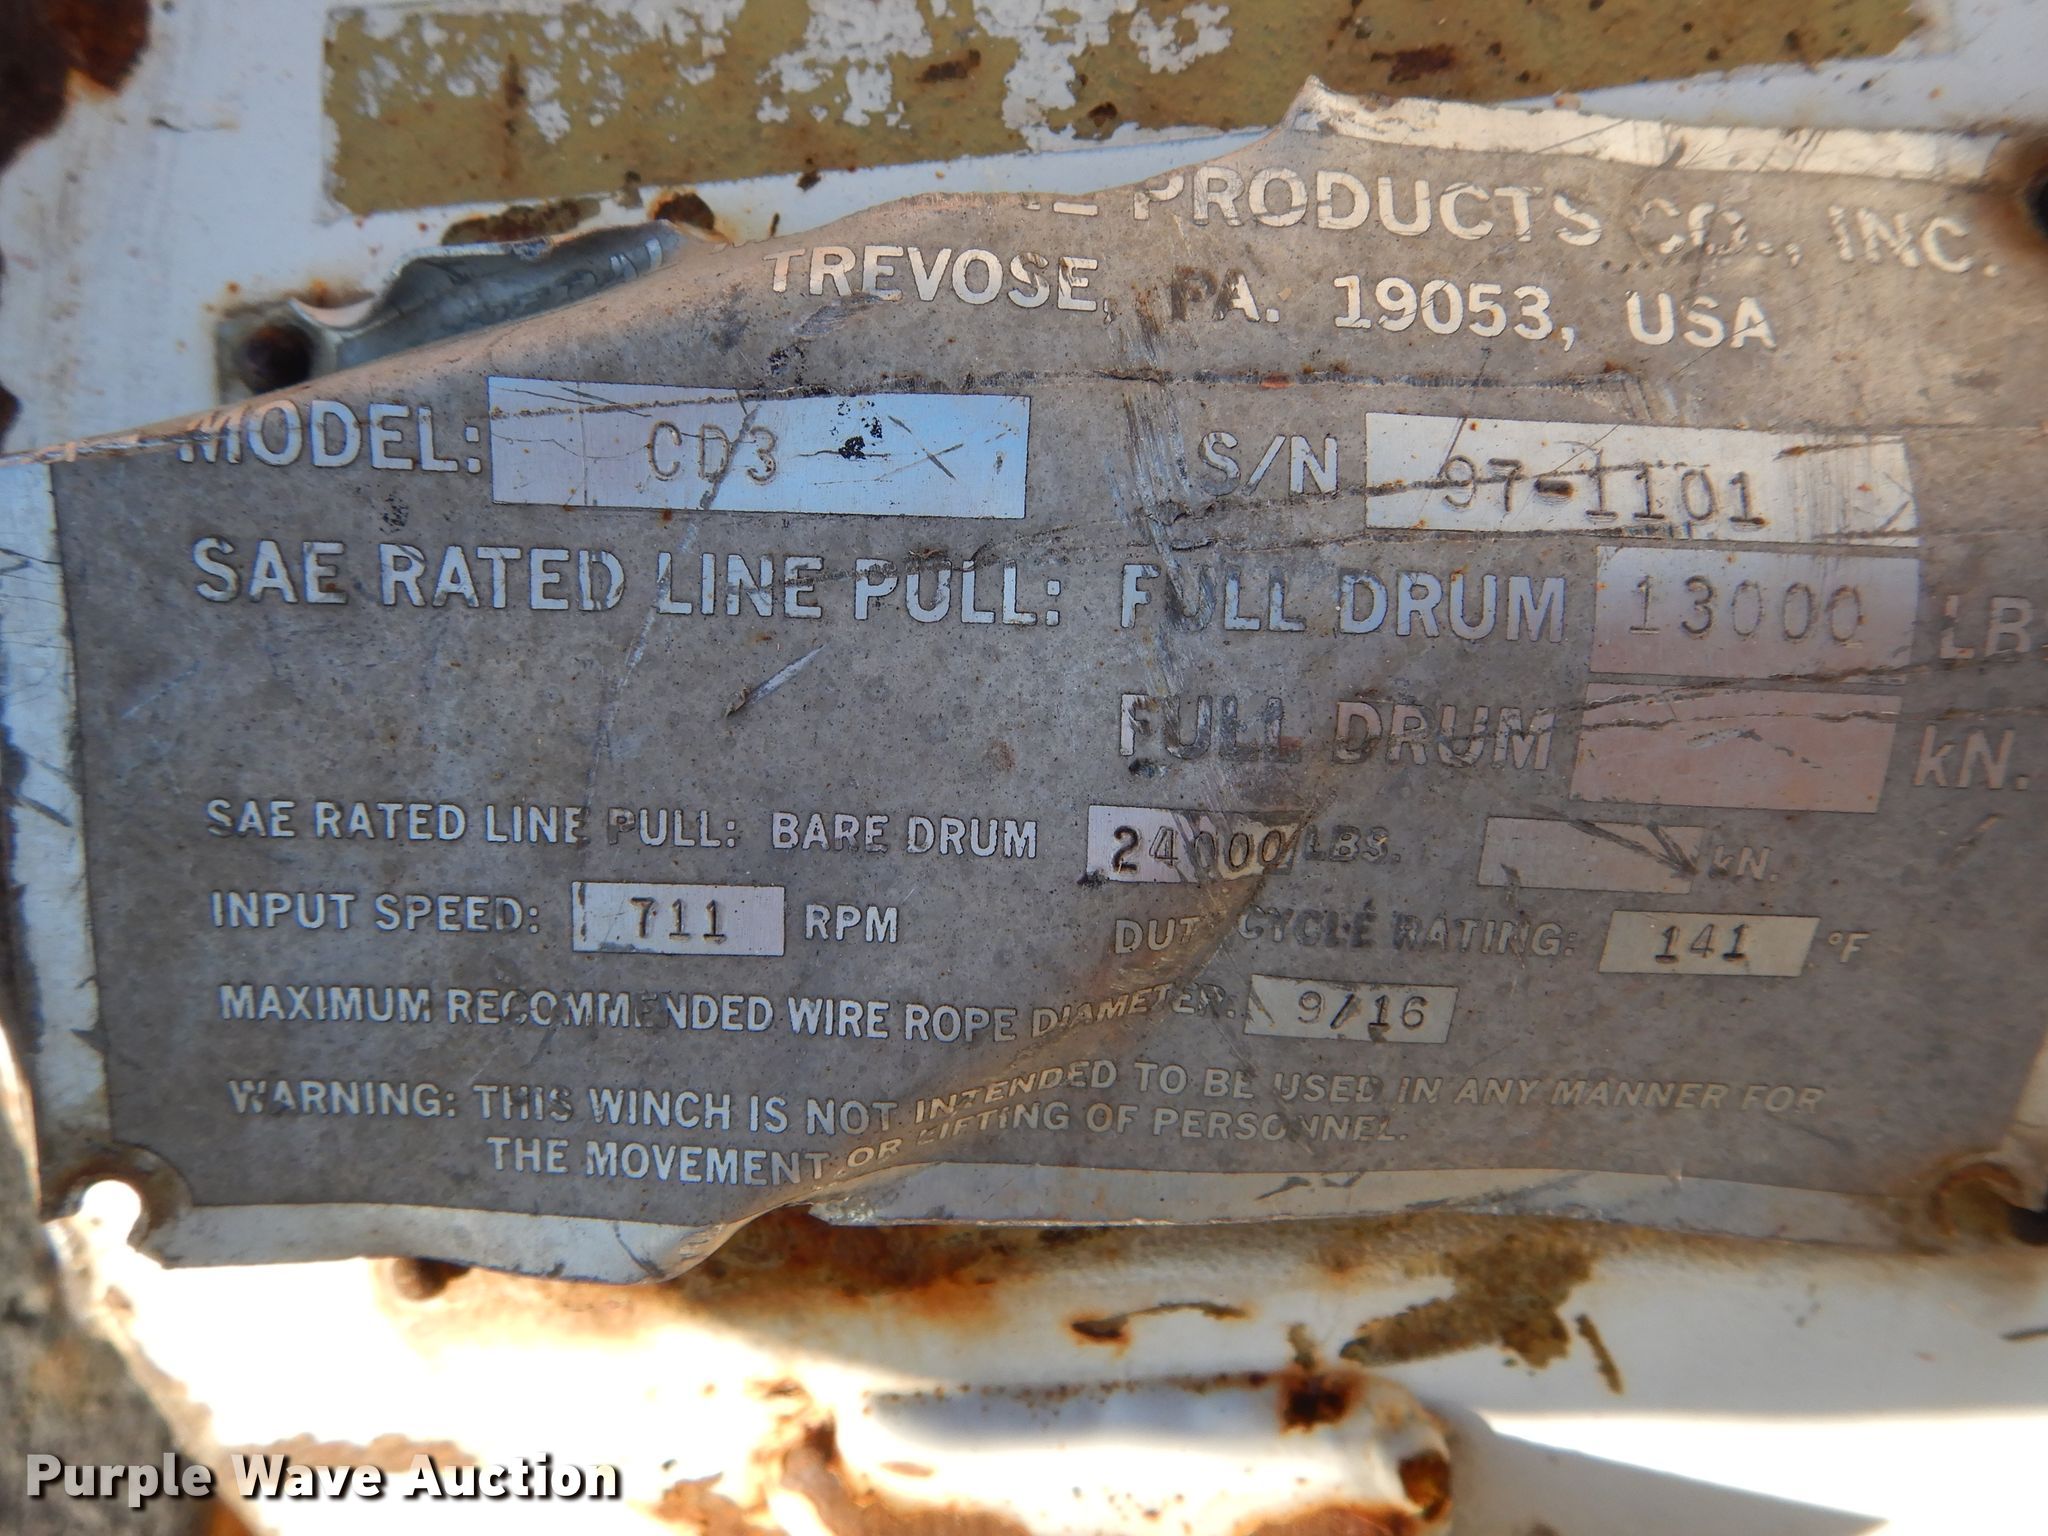 PRODUCTS CO., INC.
TREVOSE, PA. 19053, USA
MODEL: CD3 S/N 97-1101
SAE RATED LINE PULL: FULL DRUM 13000 LB
FULL DRUM kN.
SAE RATED LINE PULL: BARE DRUM 24000 LBS. kN.
INPUT SPEED: 711 RPM DUTY CYCLE RATING: 141 °F
MAXIMUM RECOMMENDED WIRE ROPE DIAMETER: 9/16
WARNING: THIS WINCH IS NOT INTENDED TO BE USED IN ANY MANNER FOR
THE MOVEMENT OR LIFTING OF PERSONNEL.
Purple Wave Auction